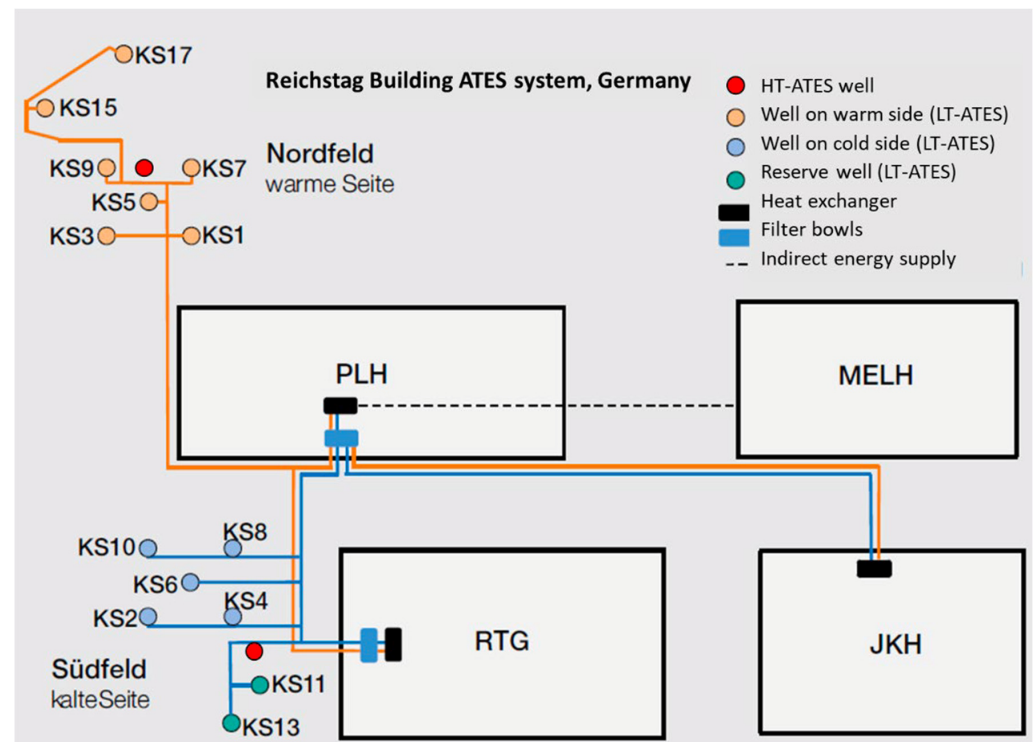 KS17
Reichstag Building ATES system, Germany
HT-ATES well
KS15
Well on warm side (LT-ATES)
Well on cold side (LT-ATES)
KS9
KS7
Nordfeld
warme Seite
Reserve well (LT-ATES)
KS5
Heat exchanger
KS3
KS1
Filter bowls
Indirect energy supply
PLH
MELH
KS8
KS10
KS6
KS4
KS2
RTG
JKH
Südfeld
kalteSeite
KS11
KS13